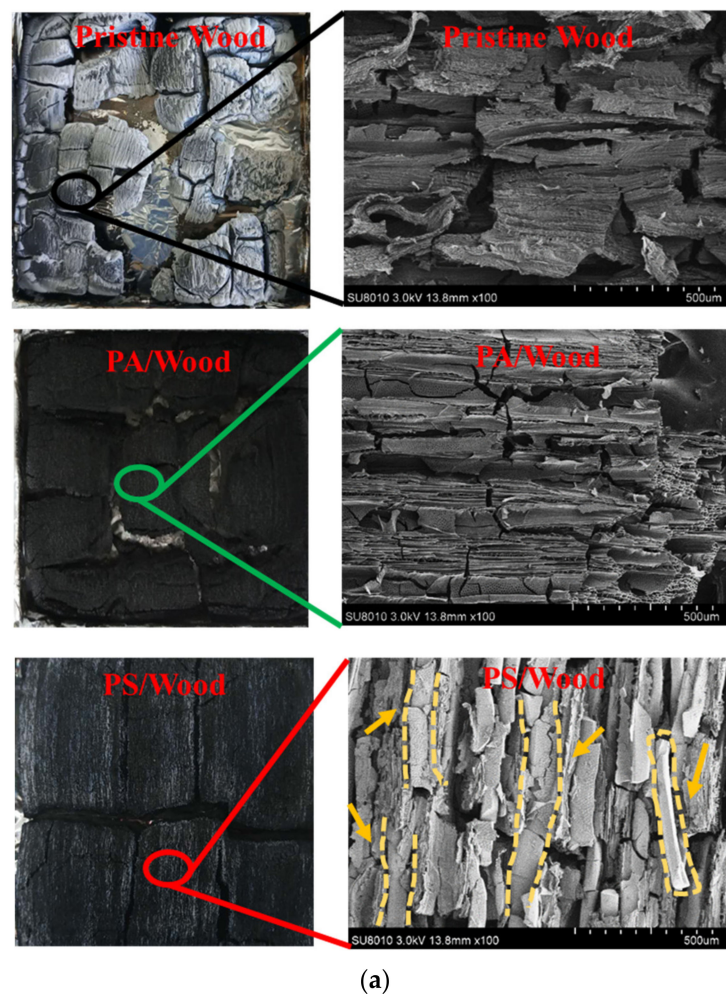 Pristine Wood
Pristine Wood
SU8010 3.0kV 13.8mm x100
500um
PA/Wood
PA/Wood
SU8010 3.0kV 13.8mm x100
500um
PS/Wood
PS/Wood
SU8010 3.0kV 13.8mm x100
500um
(a)